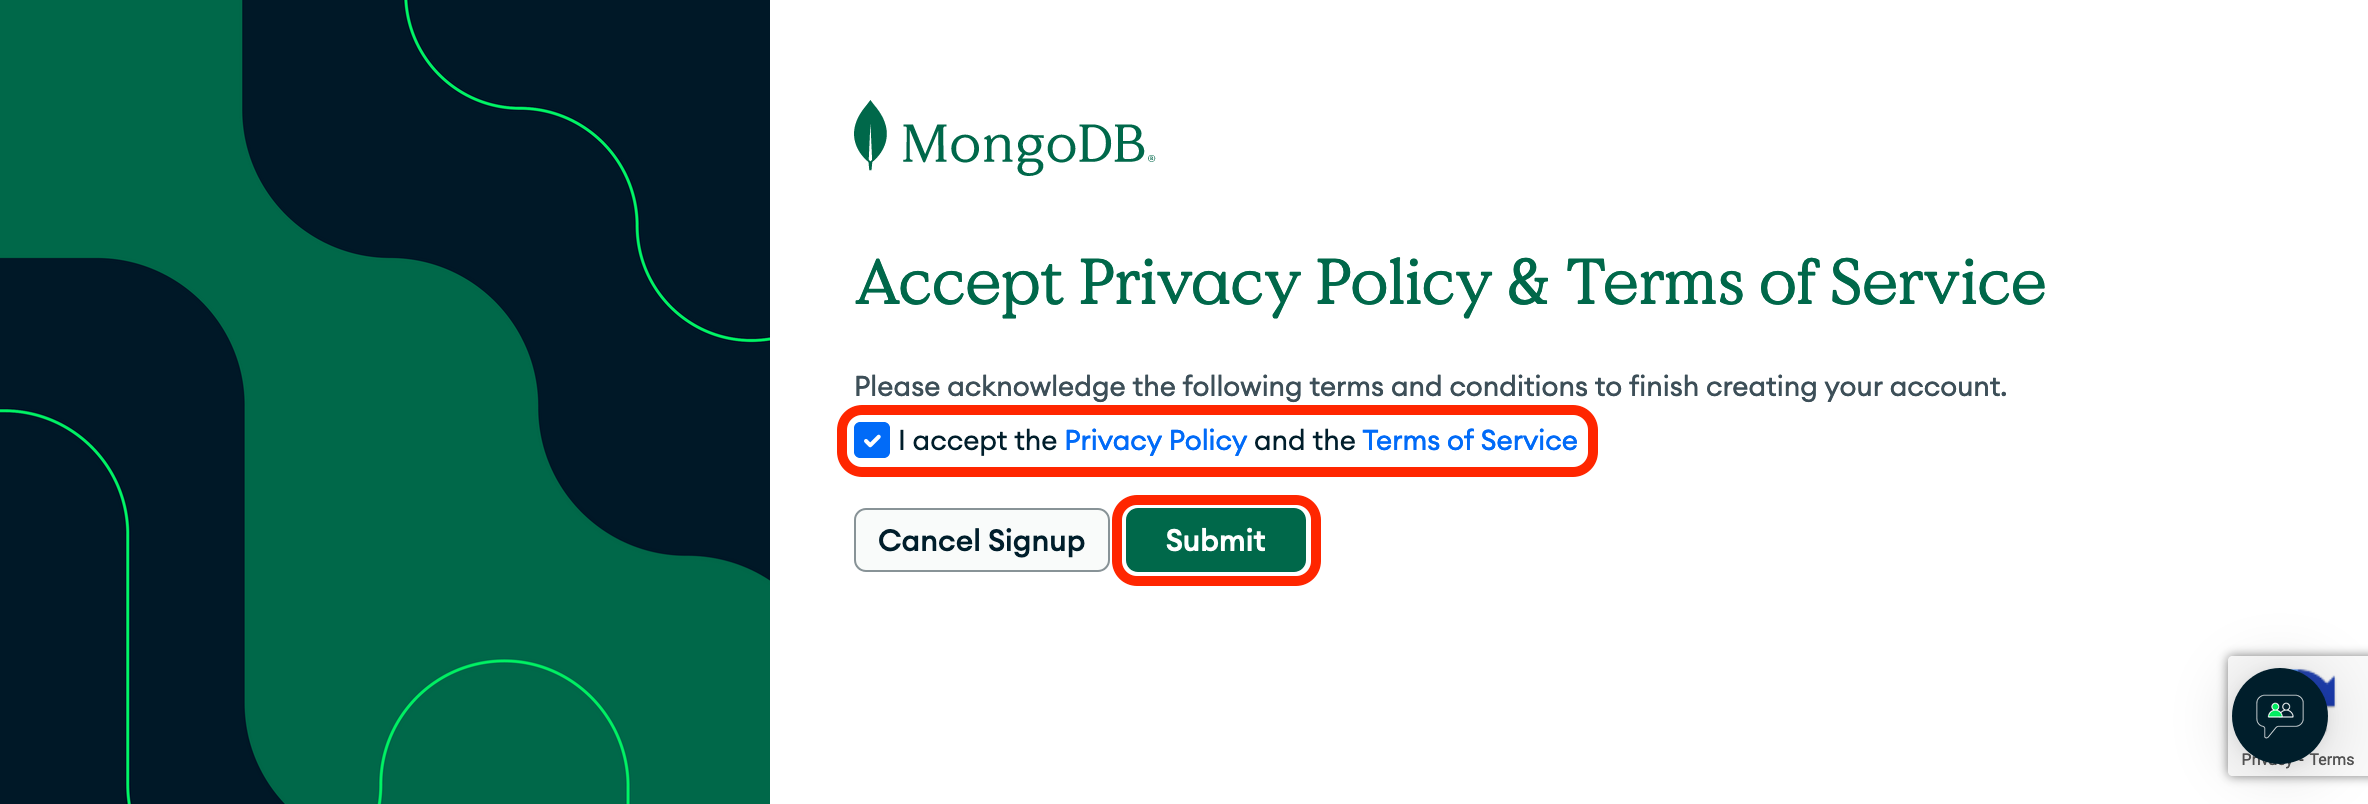 MongoDB®
Accept Privacy Policy & Terms of Service
Please acknowledge the following terms and conditions to finish creating your account.
I accept the Privacy Policy and the Terms of Service
Cancel Signup
Submit
- Terms